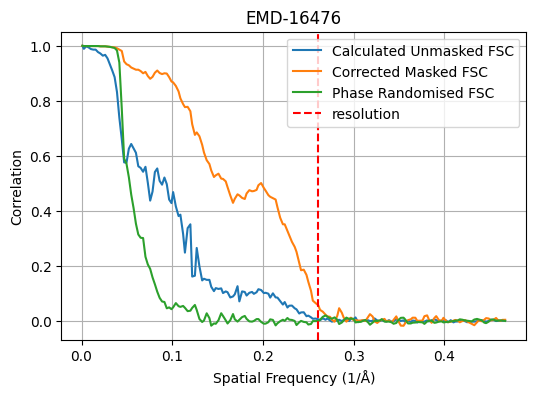 EMD-16476
Calculated Unmasked FSC
Corrected Masked FSC
Phase Randomised FSC
resolution
Correlation
1.0
0.8
0.6
0.4
0.2
0.0
0.0 0.1 0.2 0.3 0.4
Spatial Frequency (1/Å)